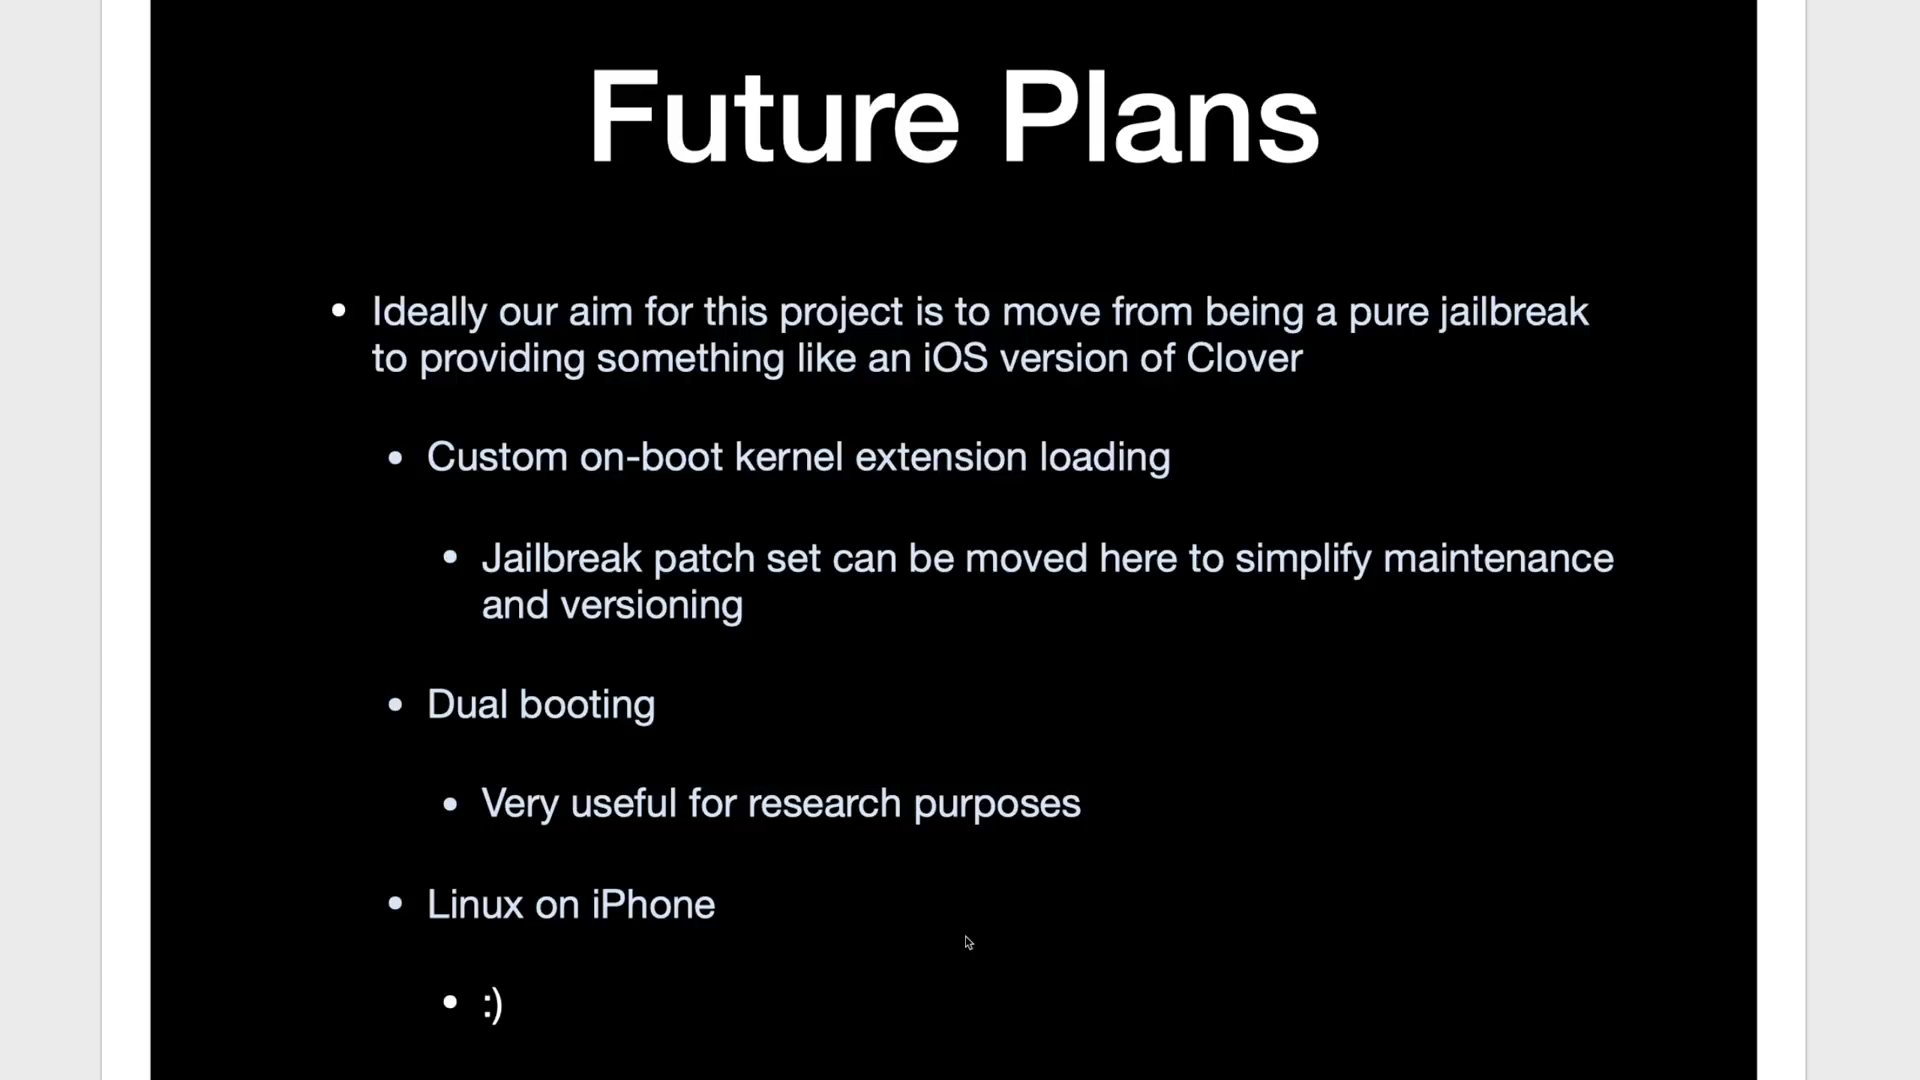 Future Plans
• Ideally our aim for this project is to move from being a pure jailbreak
to providing something like an iOS version of Clover
• Custom on-boot kernel extension loading
• Jailbreak patch set can be moved here to simplify maintenance
and versioning
• Dual booting
• Very useful for research purposes
• Linux on iPhone
• :)